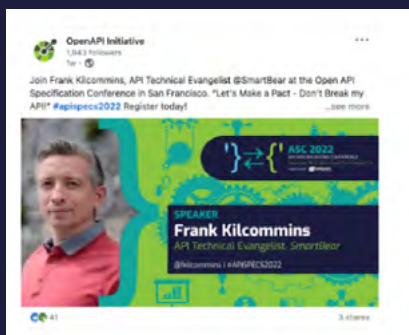 OpenAPI Initiative
1,943 followers
1w •
Join Frank Kilcommins, API Technical Evangelist @SmartBear at the Open API
Specification Conference in San Francisco. "Let's Make a Pact - Don't Break my
API!" #apispecs2022 Register today!
...see more
ASC 2022
SPEAKER
Frank Kilcommins
API Technical Evangelist, SmartBear
@fkilcommins | #APISPECS2022
41
3 shares